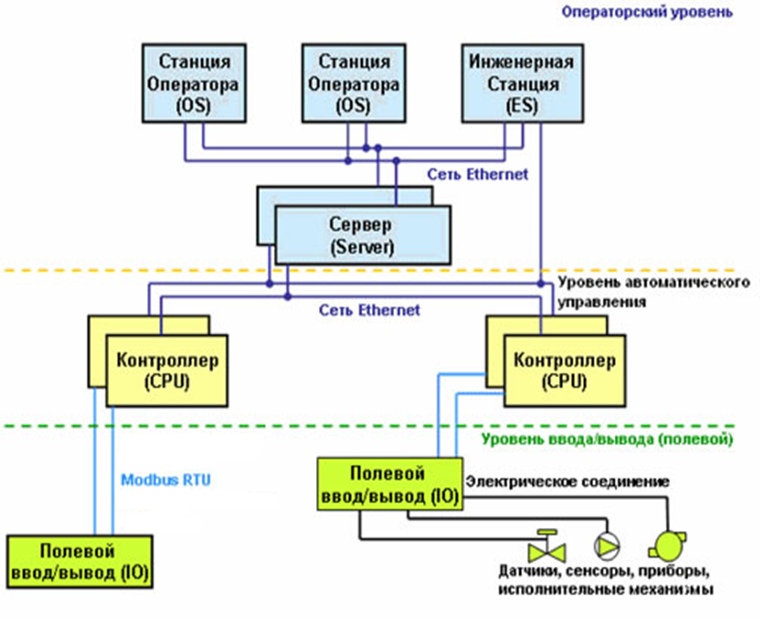 Операторский уровень
Станция
Оператора
(OS)
Станция
Оператора
(OS)
Инженерная
Станция
(ES)
Сеть Ethernet
Сервер
(Server)
Уровень автоматического
управления
Сеть Ethernet
Контроллер
(CPU)
Контроллер
(CPU)
Уровень ввода/вывода (полевой)
Modbus RTU
Полевой
ввод/вывод (IO)
Электрическое соединение
Полевой
ввод/вывод (IO)
Датчики, сенсоры, приборы,
исполнительные механизмы